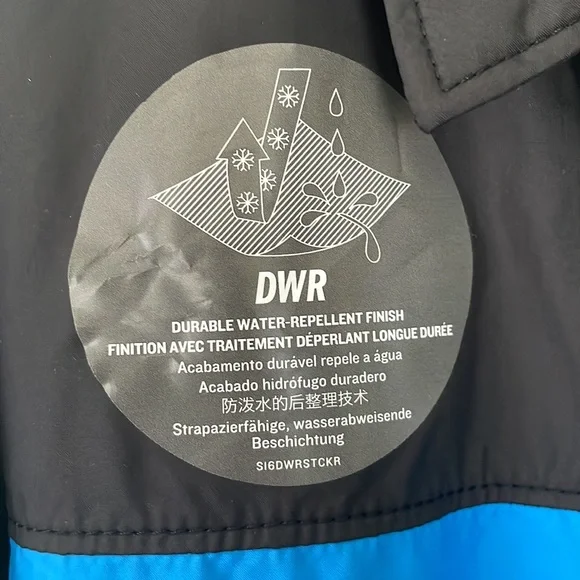 DWR
DURABLE WATER-REPELLENT FINISH
FINITION AVEC TRAITEMENT DÉPERLANT LONGUE DURÉE
Acabamento durável repele a água
Acabado hidrófugo duradero
防泼水的后整理技术
Strapazierfähige, wasserabweisende
Beschichtung
SI6DWRSTCKR